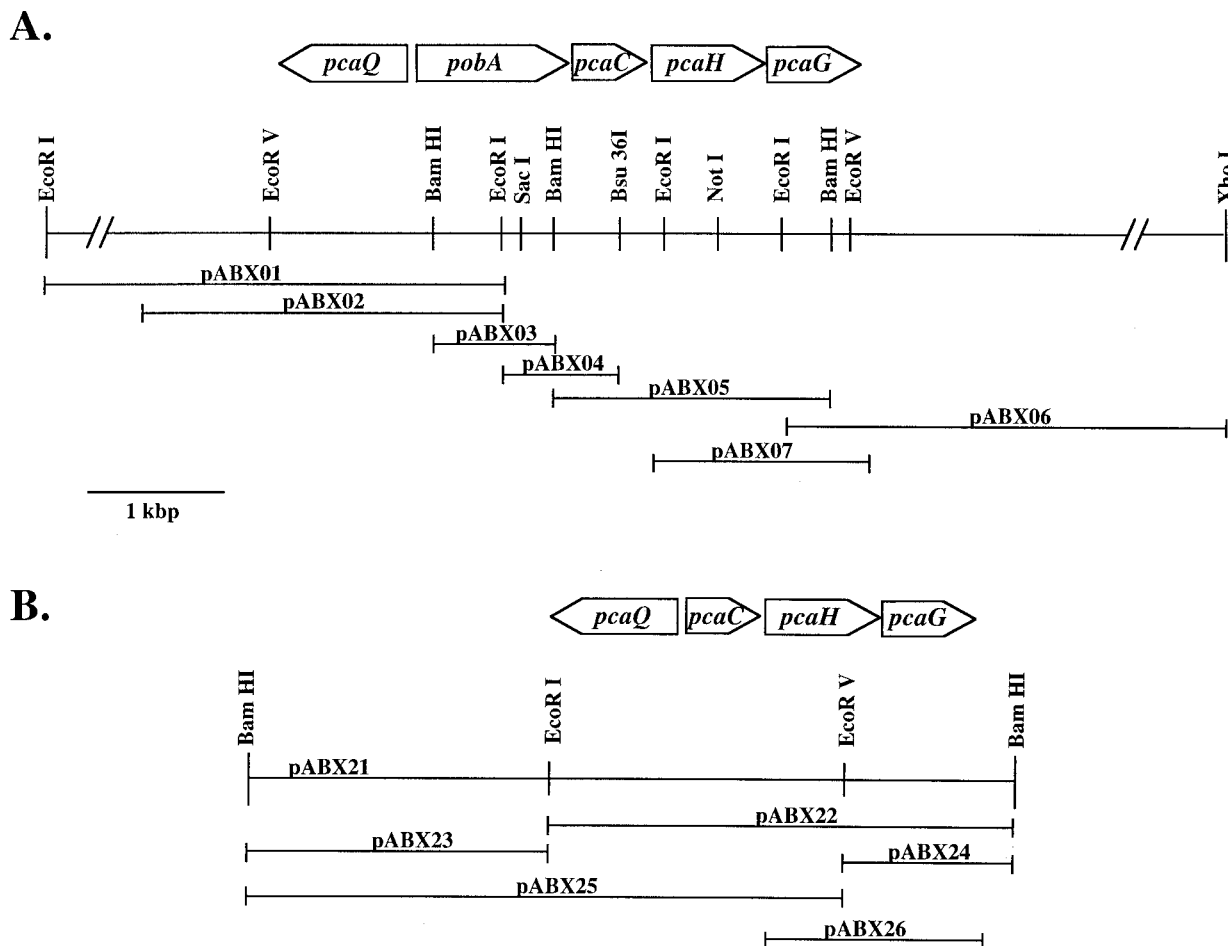 A.
pcaQ pobA pcaC pcaH pcaG
EcoR I EcoR V Bam HI EcoR I Sac I Bam HI Bsu 36I EcoR I Not I EcoR I Bam HI EcoR V Xho I
pABX01
pABX02
pABX03
pABX04
pABX05
pABX06
pABX07
1 kbp
B.
pcaQ pcaC pcaH pcaG
Bam HI EcoR I EcoR V Bam HI
pABX21
pABX22
pABX23
pABX24
pABX25
pABX26